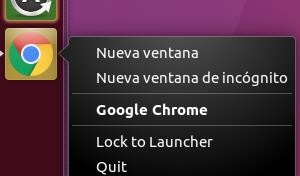 Nueva ventana
Nueva ventana de incógnito
Google Chrome
Lock to Launcher
Quit